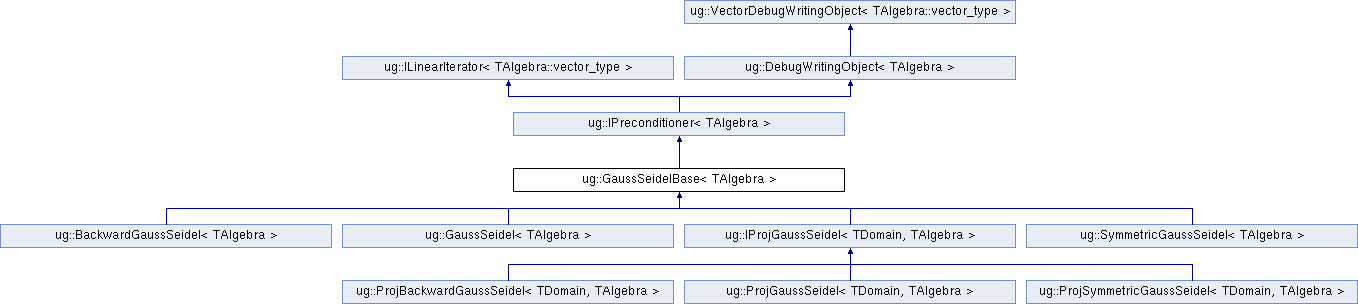 ug::VectorDebugWritingObject< TAlgebra::vector_type >
ug::ILinearIterator< TAlgebra::vector_type >
ug::DebugWritingObject< TAlgebra >
ug::IPreconditioner< TAlgebra >
ug::GaussSeidelBase< TAlgebra >
ug::BackwardGaussSeidel< TAlgebra >
ug::GaussSeidel< TAlgebra >
ug::IProjGaussSeidel< TDomain, TAlgebra >
ug::SymmetricGaussSeidel< TAlgebra >
ug::ProjBackwardGaussSeidel< TDomain, TAlgebra >
ug::ProjGaussSeidel< TDomain, TAlgebra >
ug::ProjSymmetricGaussSeidel< TDomain, TAlgebra >